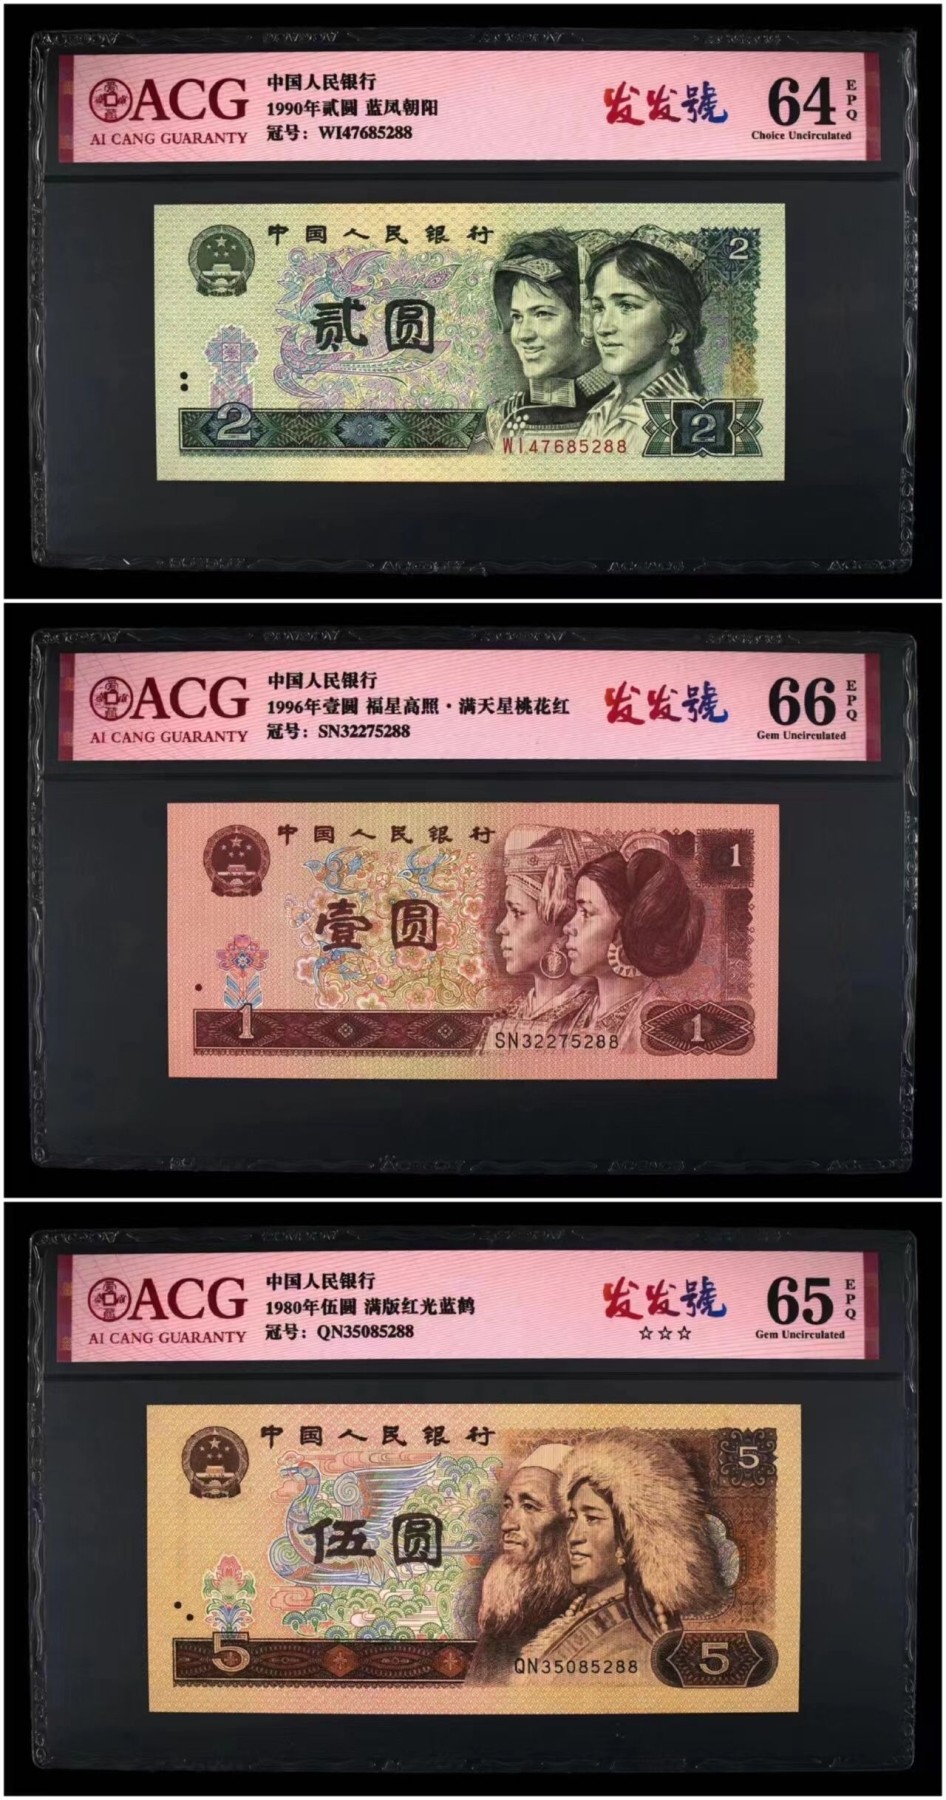 ACG
AI CANG GUARANTY
中国人民银行
1990年贰圆 蓝凤朝阳
冠号：WI47685288
发发號
64
EPQ
Choice Uncirculated
中国人民银行
2
贰圆
2
WI47685288
2
ACG
AI CANG GUARANTY
中国人民银行
1996年壹圆 福星高照·满天星桃花红
冠号：SN32275288
发发號
66
EPQ
Gem Uncirculated
中国人民银行
1
壹圆
1
SN32275288
1
ACG
AI CANG GUARANTY
中国人民银行
1980年伍圆 满版红光蓝鹤
冠号：QN35085288
发发號
☆☆☆
65
EPQ
Gem Uncirculated
中国人民银行
5
伍圆
5
QN35085288
5